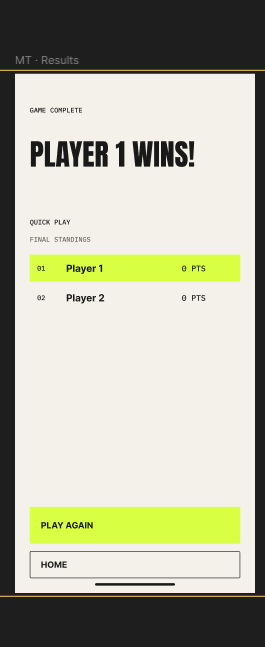 MT · Results
GAME COMPLETE
PLAYER 1 WINS!
QUICK PLAY
FINAL STANDINGS
01 Player 1 0 PTS
02 Player 2 0 PTS
PLAY AGAIN
HOME